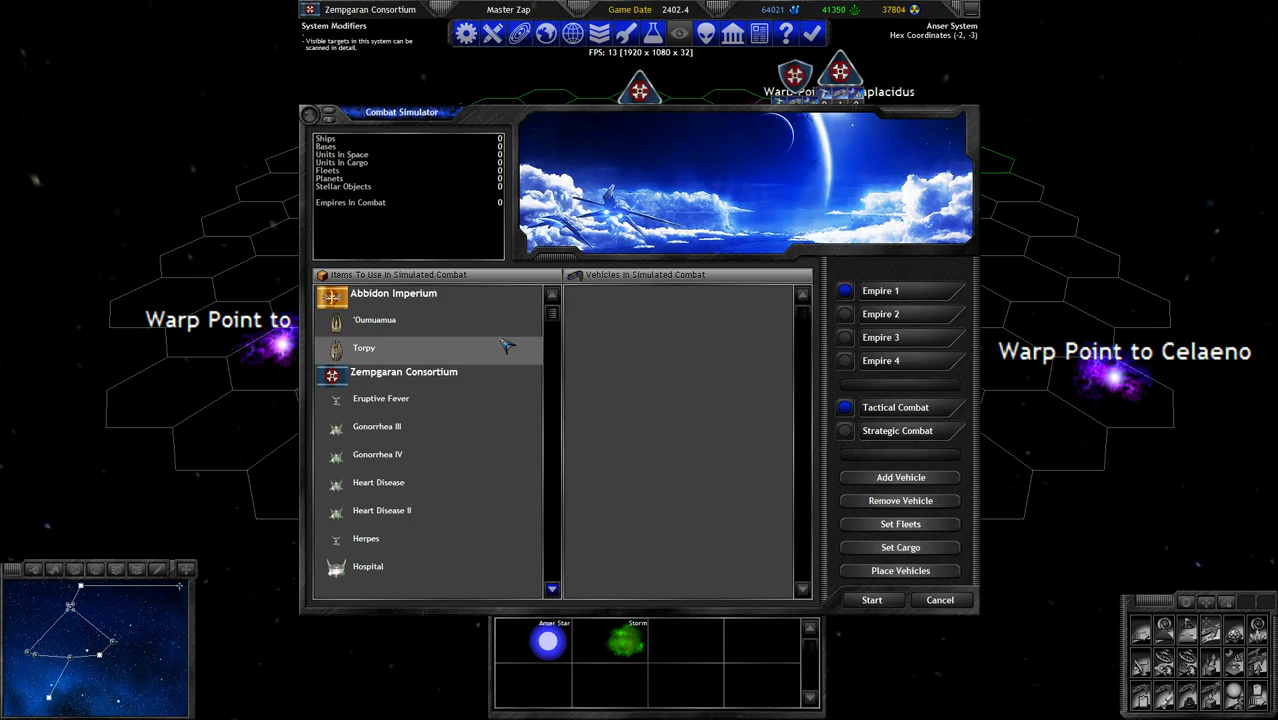 Zempgaran Consortium
Master Zap
Game Date 2402.4
64021
41350
37804
System Modifiers
- Visible targets in this system can be
scanned in detail.
Anser System
Hex Coordinates (-2, -3)
FPS: 13 [1920 x 1080 x 32]
Combat Simulator
Ships 0
Bases 0
Units In Space 0
Units In Cargo 0
Fleets 0
Planets 0
Stellar Objects 0
Empires In Combat 0
Items To Use In Simulated Combat
Vehicles In Simulated Combat
Abbidon Imperium
'Oumuamua
Torpy
Zempgaran Consortium
Eruptive Fever
Gonorrhea III
Gonorrhea IV
Heart Disease
Heart Disease II
Herpes
Hospital
Empire 1
Empire 2
Empire 3
Empire 4
Tactical Combat
Strategic Combat
Add Vehicle
Remove Vehicle
Set Fleets
Set Cargo
Place Vehicles
Start
Cancel
Warp Point to
Warp Point to Celaeno
Anser Star
Storm